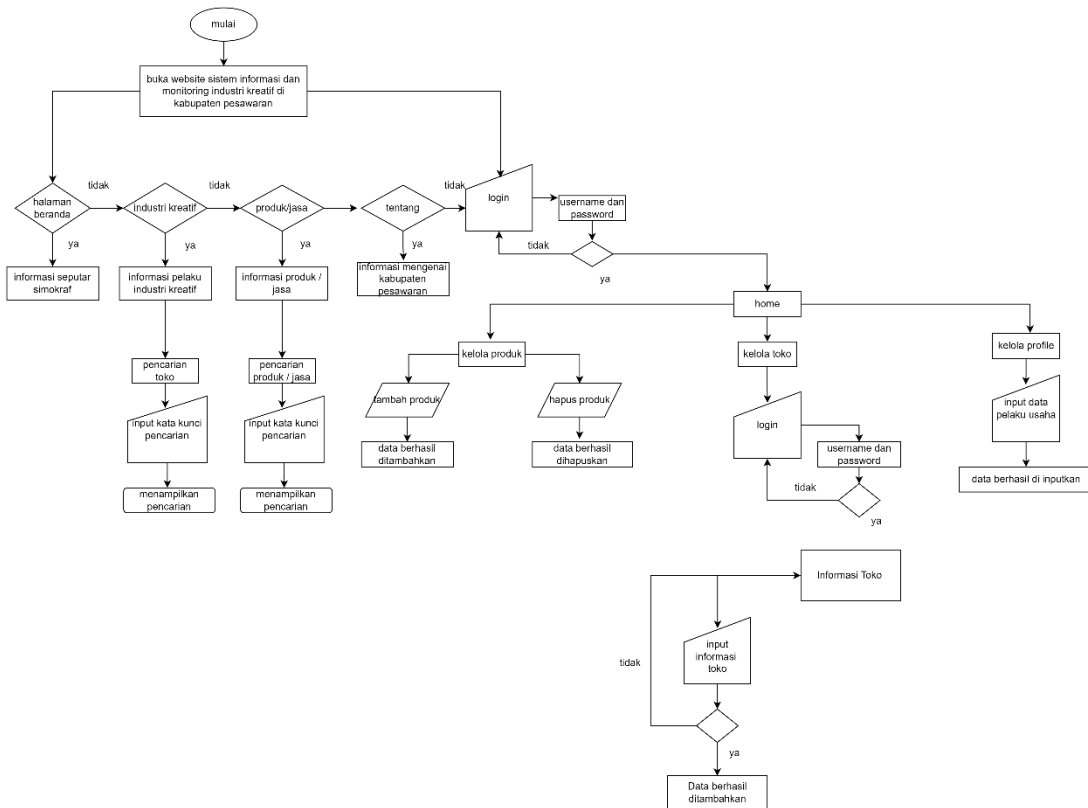 mulai
buka website sistem informasi dan
monitoring industri kreatif di
kabupaten pesawaran
halaman
beranda
tidak
industri kreatif
tidak
produk/jasa
tentang
tidak
login
username dan
password
tidak
ya
ya
informasi seputar
simokraf
ya
informasi pelaku
industri kreatif
ya
informasi produk /
jasa
ya
informasi mengenai
kabupaten
pesawaran
pencarian
toko
input kata kunci
pencarian
menampilkan
pencarian
pencarian
produk / jasa
input kata kunci
pencarian
menampilkan
pencarian
home
kelola produk
tambah produk
data berhasil
ditambahkan
hapus produk
data berhasil
dihapuskan
kelola toko
login
username dan
password
tidak
ya
kelola profile
input data
pelaku usaha
data berhasil di inputkan
Informasi Toko
input
informasi
toko
tidak
ya
Data berhasil
ditambahkan